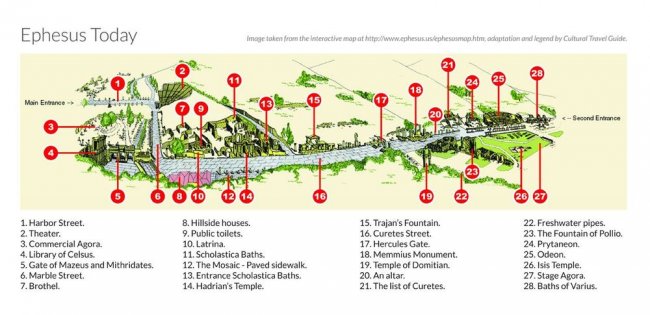 Ephesus Today
Image taken from the interactive map at http://www.ephesus.us/ephesosmap.htm, adaptation and legend by Cultural Travel Guide.
21 24 25 28
2 11
1 18
Main Entrance -->
20 <-- Second Entrance
7 9 13 15 17
3
4 23
5 6 8 10 12 14 16 19 22 26 27
1. Harbor Street.
2. Theater.
3. Commercial Agora.
4. Library of Celsus.
5. Gate of Mazeus and Mithridates.
6. Marble Street.
7. Brothel.
8. Hillside houses.
9. Public toilets.
10. Latrina.
11. Scholastica Baths.
12. The Mosaic - Paved sidewalk.
13. Entrance Scholastica Baths.
14. Hadrian's Temple.
15. Trajan's Fountain.
16. Curetes Street.
17. Hercules Gate.
18. Memmius Monument.
19. Temple of Domitian.
20. An altar.
21. The list of Curetes.
22. Freshwater pipes.
23. The Fountain of Pollio.
24. Prytaneon.
25. Odeon.
26. Isis Temple.
27. Stage Agora.
28. Baths of Varius.